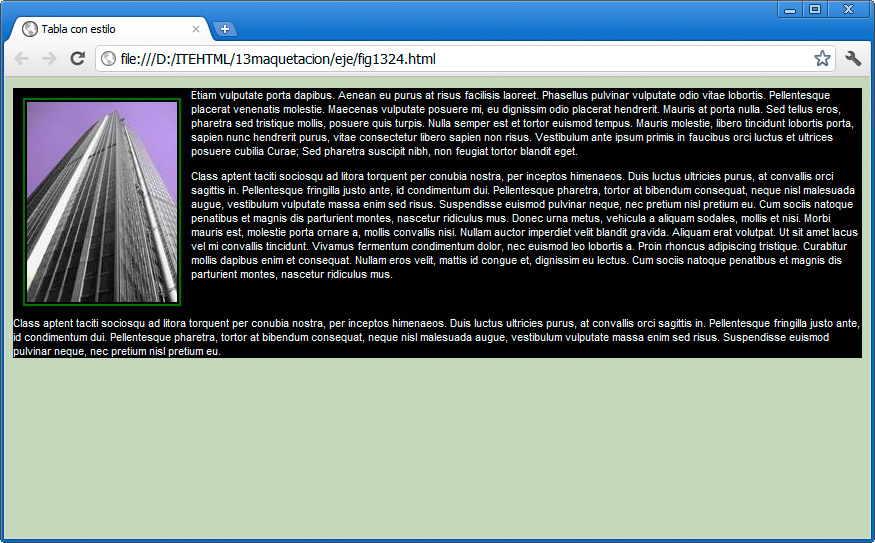 Tabla con estilo
file:///D:/ITEHTML/13maquetacion/eje/fig1324.html
Etiam vulputate porta dapibus. Aenean eu purus at risus facilisis laoreet. Phasellus pulvinar vulputate odio vitae lobortis. Pellentesque
placerat venenatis molestie. Maecenas vulputate posuere mi, eu dignissim odio placerat hendrerit. Mauris at porta nulla. Sed tellus eros,
pharetra sed tristique mollis, posuere quis turpis. Nulla semper est et tortor euismod tempus. Mauris molestie, libero tincidunt lobortis porta,
sapien nunc hendrerit purus, vitae consectetur libero sapien non risus. Vestibulum ante ipsum primis in faucibus orci luctus et ultrices
posuere cubilia Curae; Sed pharetra suscipit nibh, non feugiat tortor blandit eget.
Class aptent taciti sociosqu ad litora torquent per conubia nostra, per inceptos himenaeos. Duis luctus ultricies purus, at convallis orci
sagittis in. Pellentesque fringilla justo ante, id condimentum dui. Pellentesque pharetra, tortor at bibendum consequat, neque nisl malesuada
augue, vestibulum vulputate massa enim sed risus. Suspendisse euismod pulvinar neque, nec pretium nisl pretium eu. Cum sociis natoque
penatibus et magnis dis parturient montes, nascetur ridiculus mus. Donec urna metus, vehicula a aliquam sodales, mollis et nisi. Morbi
mauris est, molestie porta ornare a, mollis convallis nisi. Nullam auctor imperdiet velit blandit gravida. Aliquam erat volutpat. Ut sit amet lacus
vel mi convallis tincidunt. Vivamus fermentum condimentum dolor, nec euismod leo lobortis a. Proin rhoncus adipiscing tristique. Curabitur
mollis dapibus enim et consequat. Nullam eros velit, mattis id congue et, dignissim eu lectus. Cum sociis natoque penatibus et magnis dis
parturient montes, nascetur ridiculus mus.
Class aptent taciti sociosqu ad litora torquent per conubia nostra, per inceptos himenaeos. Duis luctus ultricies purus, at convallis orci sagittis in. Pellentesque fringilla justo ante,
id condimentum dui. Pellentesque pharetra, tortor at bibendum consequat, neque nisl malesuada augue, vestibulum vulputate massa enim sed risus. Suspendisse euismod
pulvinar neque, nec pretium nisl pretium eu.